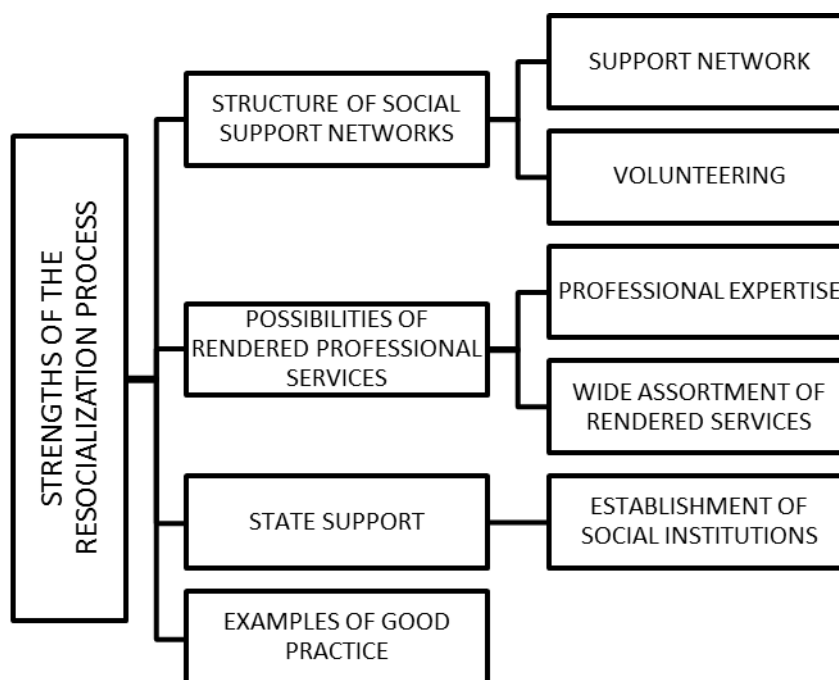 STRENGTHS OF THE
RESOCIALIZATION PROCESS
STRUCTURE OF SOCIAL
SUPPORT NETWORKS
SUPPORT NETWORK
VOLUNTEERING
POSSIBILITIES OF
RENDERED PROFESSIONAL
SERVICES
PROFESSIONAL EXPERTISE
WIDE ASSORTMENT OF
RENDERED SERVICES
STATE SUPPORT
ESTABLISHMENT OF
SOCIAL INSTITUTIONS
EXAMPLES OF GOOD
PRACTICE